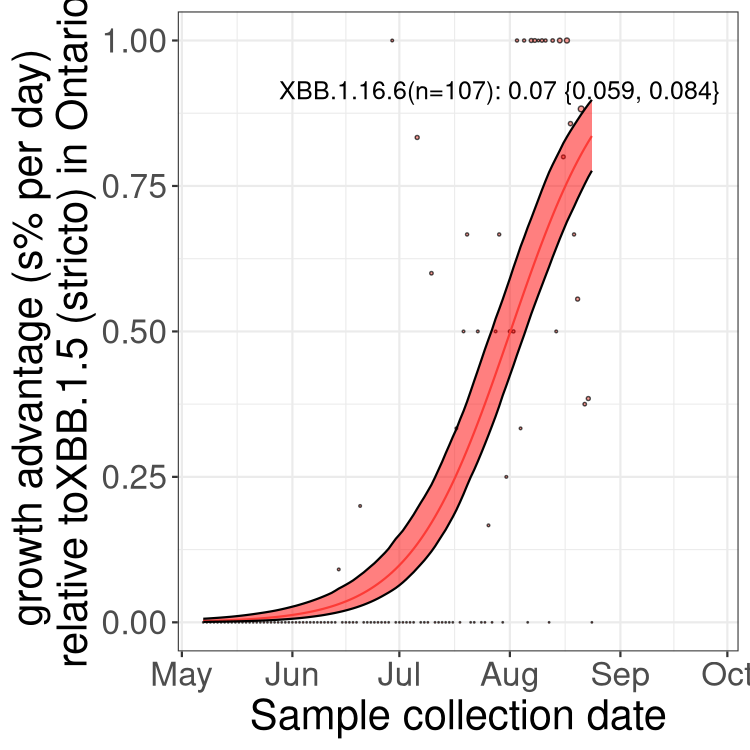 growth advantage (s% per day)
relative toXBB.1.5 (stricto) in Ontario
1.00
0.75
0.50
0.25
0.00
XBB.1.16.6(n=107): 0.07 {0.059, 0.084}
May Jun Jul Aug Sep Oct
Sample collection date